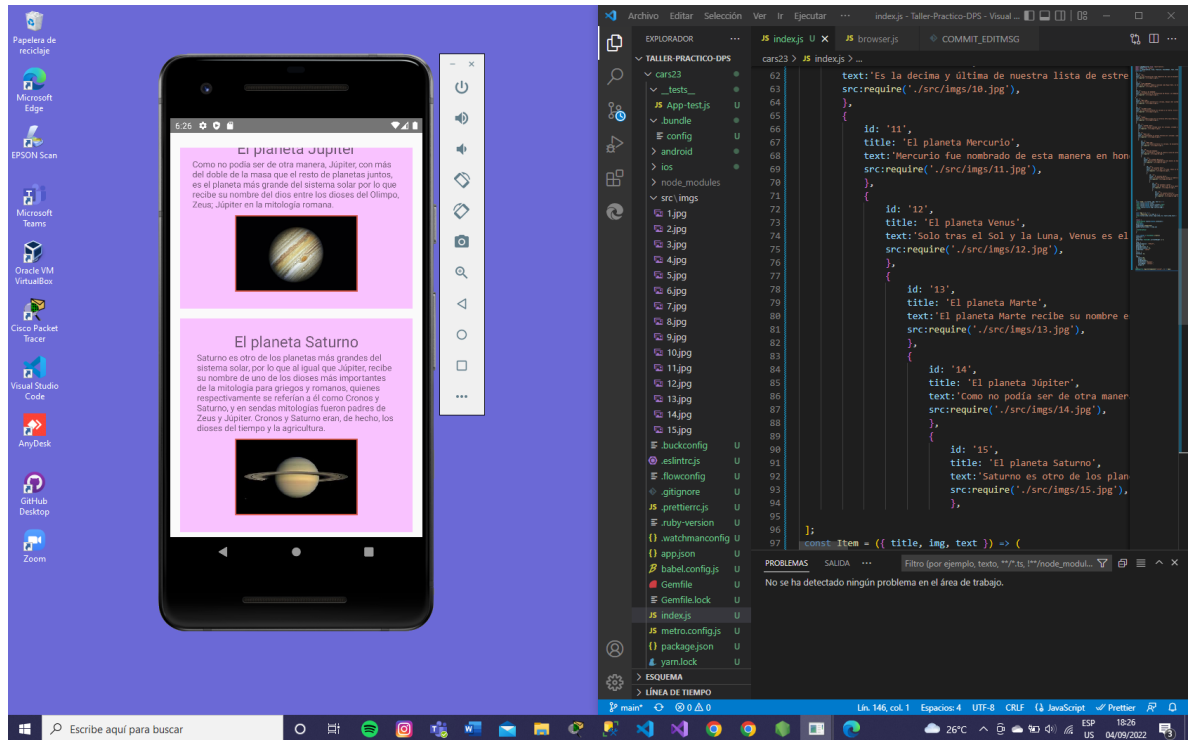 Papelera de
reciclaje
Microsoft
Edge
EPSON Scan
Microsoft
Teams
Oracle VM
VirtualBox
Cisco Packet
Tracer
Visual Studio
Code
AnyDesk
GitHub
Desktop
Zoom
6:26
El planeta Júpiter
Como no podía ser de otra manera, Júpiter, con más
del doble de la masa que el resto de planetas juntos,
es el planeta más grande del sistema solar por lo que
recibe su nombre del dios entre los dioses del Olimpo,
Zeus; Júpiter en la mitología romana.
El planeta Saturno
Saturno es otro de los planetas más grandes del
sistema solar, por lo que al igual que Júpiter, recibe
su nombre de uno de los dioses más importantes
de la mitología para griegos y romanos, quienes
respectivamente se referían a él como Cronos y
Saturno, y en sendas mitologías fueron padres de
Zeus y Júpiter. Cronos y Saturno eran, de hecho, los
dioses del tiempo y la agricultura.
Archivo Editar Selección Ver Ir Ejecutar ··· index.js - Taller-Practico-DPS - Visual ...
EXPLORADOR ···
TALLER-PRACTICO-DPS
cars23
__tests__
JS App-test.js U
.bundle
config U
android
ios
node_modules
src\imgs
1.jpg
2.jpg
3.jpg
4.jpg
5.jpg
6.jpg
7.jpg
8.jpg
9.jpg
10.jpg
11.jpg
12.jpg
13.jpg
14.jpg
15.jpg
.buckconfig U
.eslintrc.js U
.flowconfig U
.gitignore U
JS .prettierrc.js U
.ruby-version U
{} .watchmanconfig U
{} app.json U
babel.config.js U
Gemfile U
Gemfile.lock U
JS index.js U
JS metro.config.js U
{} package.json U
yarn.lock U
ESQUEMA
LÍNEA DE TIEMPO
JS index.js U JS browser.js COMMIT_EDITMSG
cars23 > JS index.js > ...
62 text:'Es la decima y última de nuestra lista de estre
63 src:require('./src/imgs/10.jpg'),
64 },
65 {
66 id: '11',
67 title: 'El planeta Mercurio',
68 text:'Mercurio fue nombrado de esta manera en hon
69 src:require('./src/imgs/11.jpg'),
70 },
71 {
72 id: '12',
73 title: 'El planeta Venus',
74 text:'Solo tras el Sol y la Luna, Venus es el
75 src:require('./src/imgs/12.jpg'),
76 },
77 {
78 id: '13',
79 title: 'El planeta Marte',
80 text:'El planeta Marte recibe su nombre e
81 src:require('./src/imgs/13.jpg'),
82 },
83 {
84 id: '14',
85 title: 'El planeta Júpiter',
86 text:'Como no podía ser de otra maner
87 src:require('./src/imgs/14.jpg'),
88 },
89 {
90 id: '15',
91 title: 'El planeta Saturno',
92 text:'Saturno es otro de los plan
93 src:require('./src/imgs/15.jpg'),
94 },
95
96 ];
97 const Item = ({ title, img, text }) => (
PROBLEMAS SALIDA ··· Filtro (por ejemplo, texto, **/*.ts, !**/node_modul...
No se ha detectado ningún problema en el área de trabajo.
main* 0 0 Lín. 146, col. 1 Espacios: 4 UTF-8 CRLF JavaScript Prettier
Escribe aquí para buscar
26°C ESP 18:26
US 04/09/2022 3